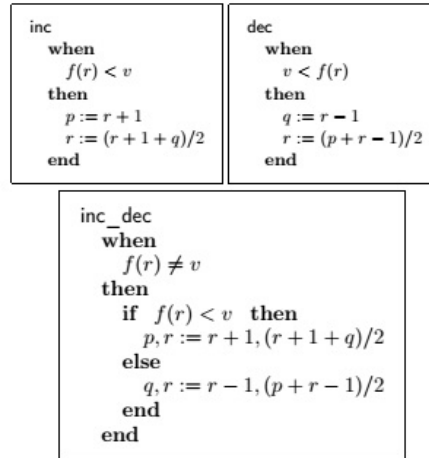 inc
when
f(r) < v
then
p := r + 1
r := (r + 1 + q)/2
end
dec
when
v < f(r)
then
q := r − 1
r := (p + r − 1)/2
end
inc_dec
when
f(r) ≠ v
then
if f(r) < v then
p, r := r + 1, (r + 1 + q)/2
else
q, r := r − 1, (p + r − 1)/2
end
end